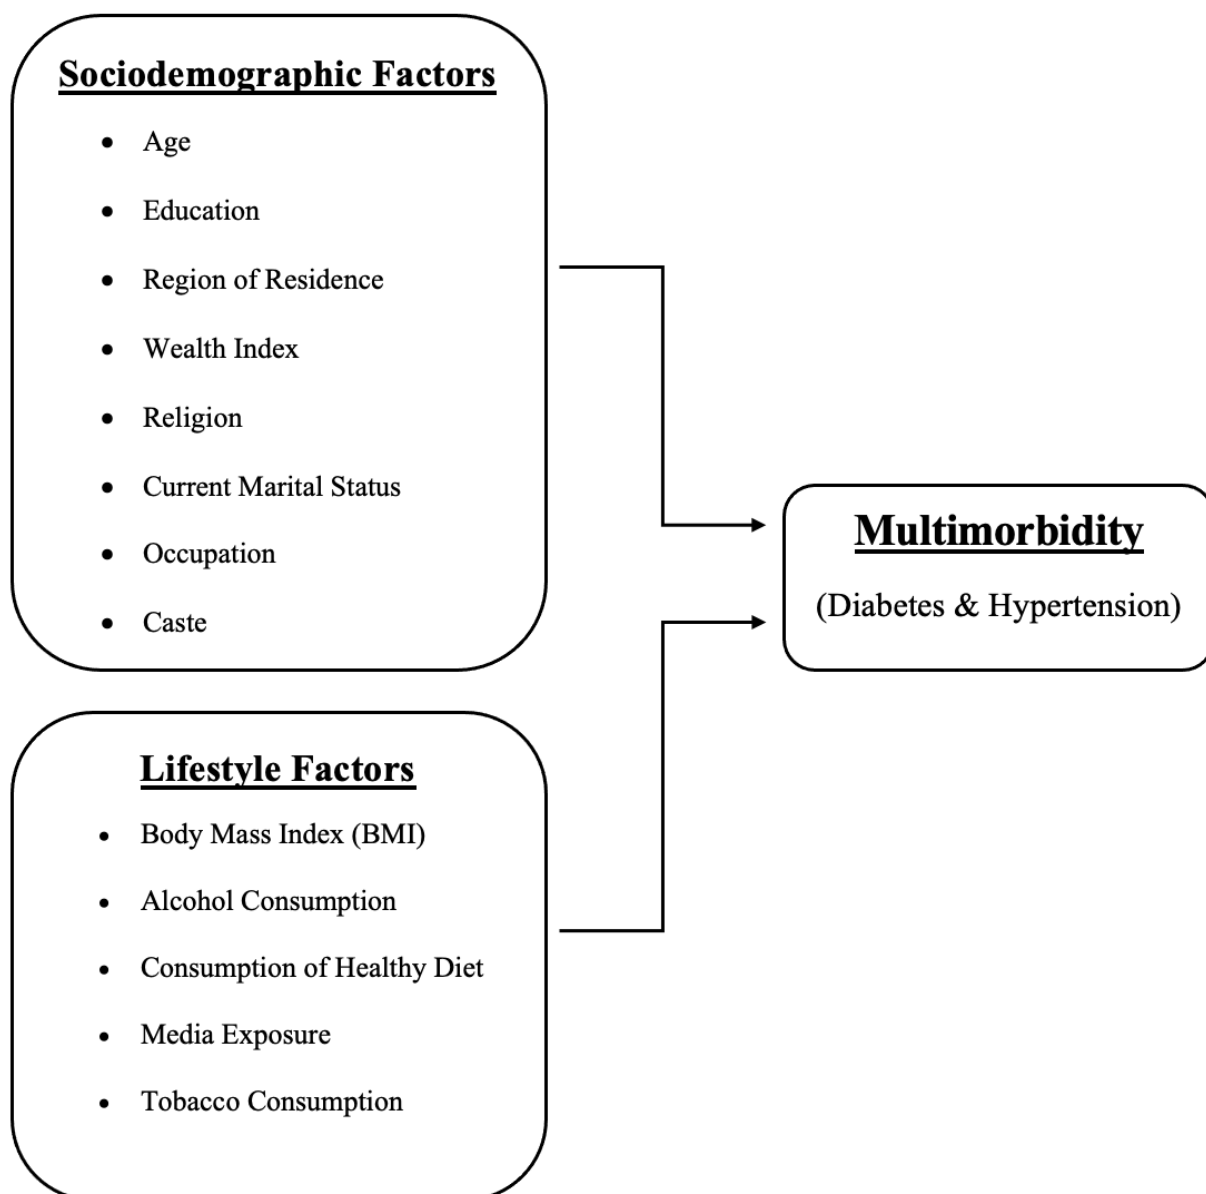 Sociodemographic Factors
• Age
• Education
• Region of Residence
• Wealth Index
• Religion
• Current Marital Status
• Occupation
• Caste
Multimorbidity
(Diabetes & Hypertension)
Lifestyle Factors
• Body Mass Index (BMI)
• Alcohol Consumption
• Consumption of Healthy Diet
• Media Exposure
• Tobacco Consumption